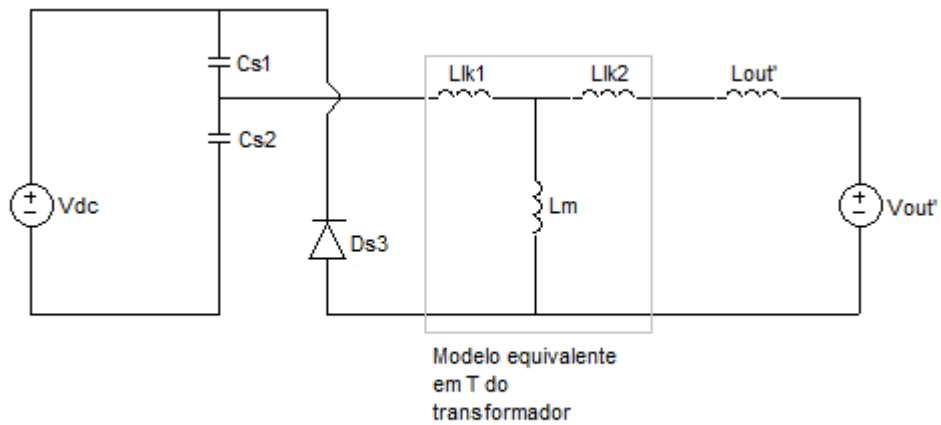 Cs1
Llk1
Llk2
Lout'
Cs2
Vdc
Ds3
Lm
Vout'
Modelo equivalente
em T do
transformador